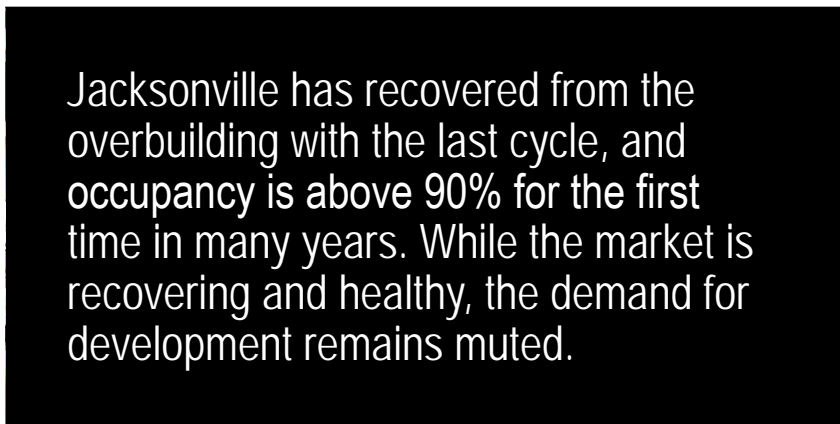 Jacksonville has recovered from the
overbuilding with the last cycle, and
occupancy is above 90% for the first
time in many years. While the market is
recovering and healthy, the demand for
development remains muted.